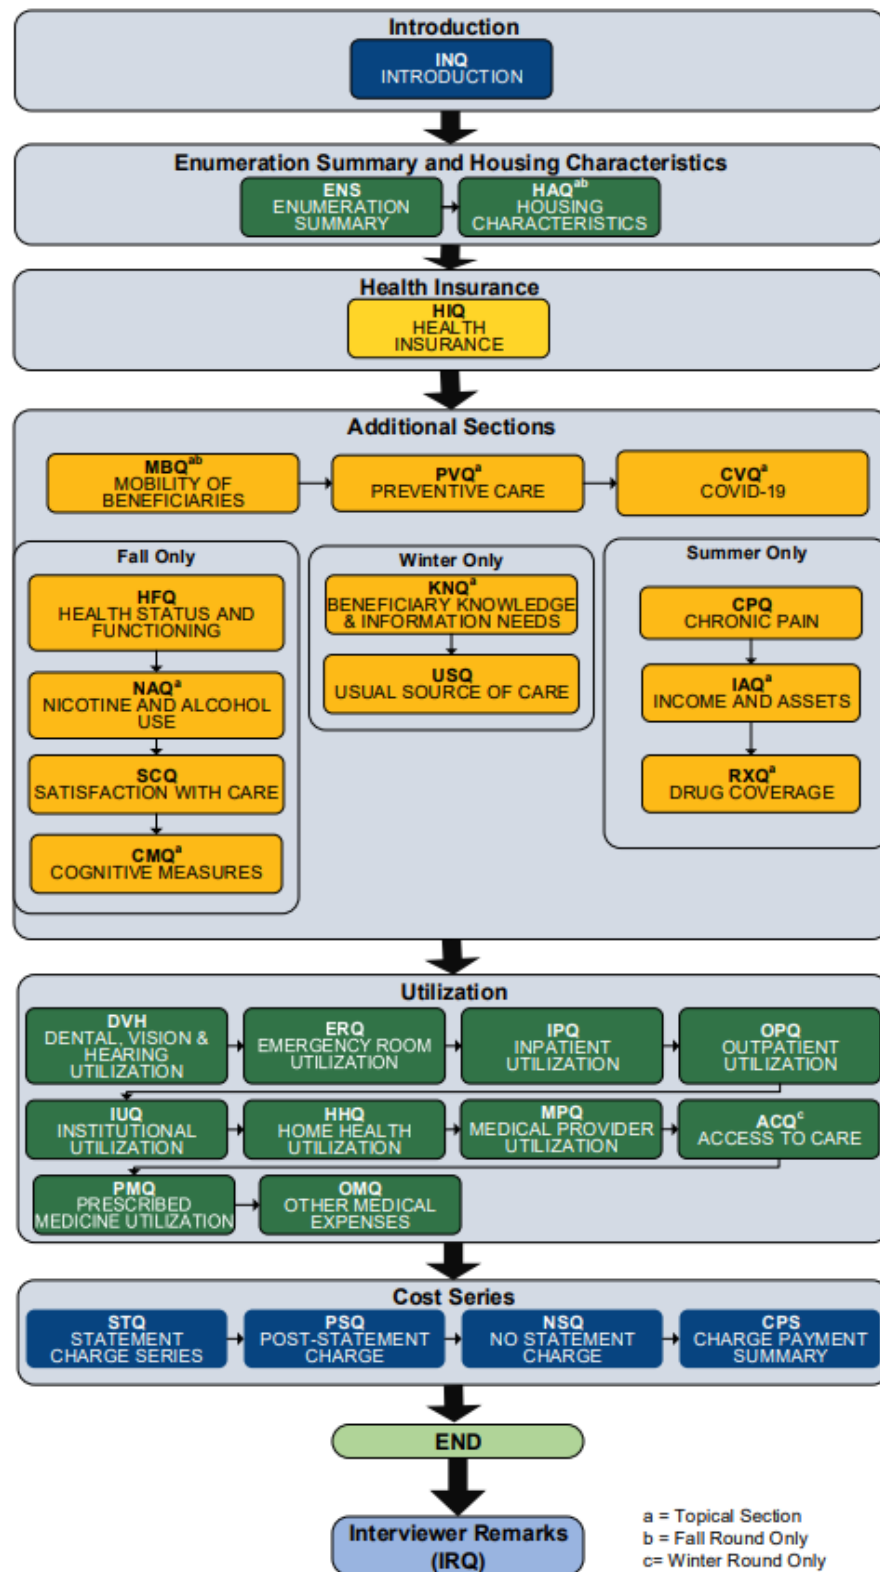 Introduction
INQ
INTRODUCTION
Enumeration Summary and Housing Characteristics
ENS
ENUMERATION
SUMMARY
HAQab
HOUSING
CHARACTERISTICS
Health Insurance
HIQ
HEALTH
INSURANCE
Additional Sections
MBQab
MOBILITY OF
BENEFICIARIES
PVQa
PREVENTIVE CARE
CVQa
COVID-19
Fall Only
HFQ
HEALTH STATUS AND
FUNCTIONING
NAQa
NICOTINE AND ALCOHOL
USE
SCQ
SATISFACTION WITH CARE
CMQa
COGNITIVE MEASURES
Winter Only
KNQa
BENEFICIARY KNOWLEDGE
& INFORMATION NEEDS
USQ
USUAL SOURCE OF CARE
Summer Only
CPQ
CHRONIC PAIN
IAQa
INCOME AND ASSETS
RXQa
DRUG COVERAGE
Utilization
DVH
DENTAL, VISION &
HEARING
UTILIZATION
ERQ
EMERGENCY ROOM
UTILIZATION
IPQ
INPATIENT
UTILIZATION
OPQ
OUTPATIENT
UTILIZATION
IUQ
INSTITUTIONAL
UTILIZATION
HHQ
HOME HEALTH
UTILIZATION
MPQ
MEDICAL PROVIDER
UTILIZATION
ACQc
ACCESS TO CARE
PMQ
PRESCRIBED
MEDICINE UTILIZATION
OMQ
OTHER MEDICAL
EXPENSES
Cost Series
STQ
STATEMENT
CHARGE SERIES
PSQ
POST-STATEMENT
CHARGE
NSQ
NO STATEMENT
CHARGE
CPS
CHARGE PAYMENT
SUMMARY
END
Interviewer Remarks
(IRQ)
a = Topical Section
b = Fall Round Only
c= Winter Round Only